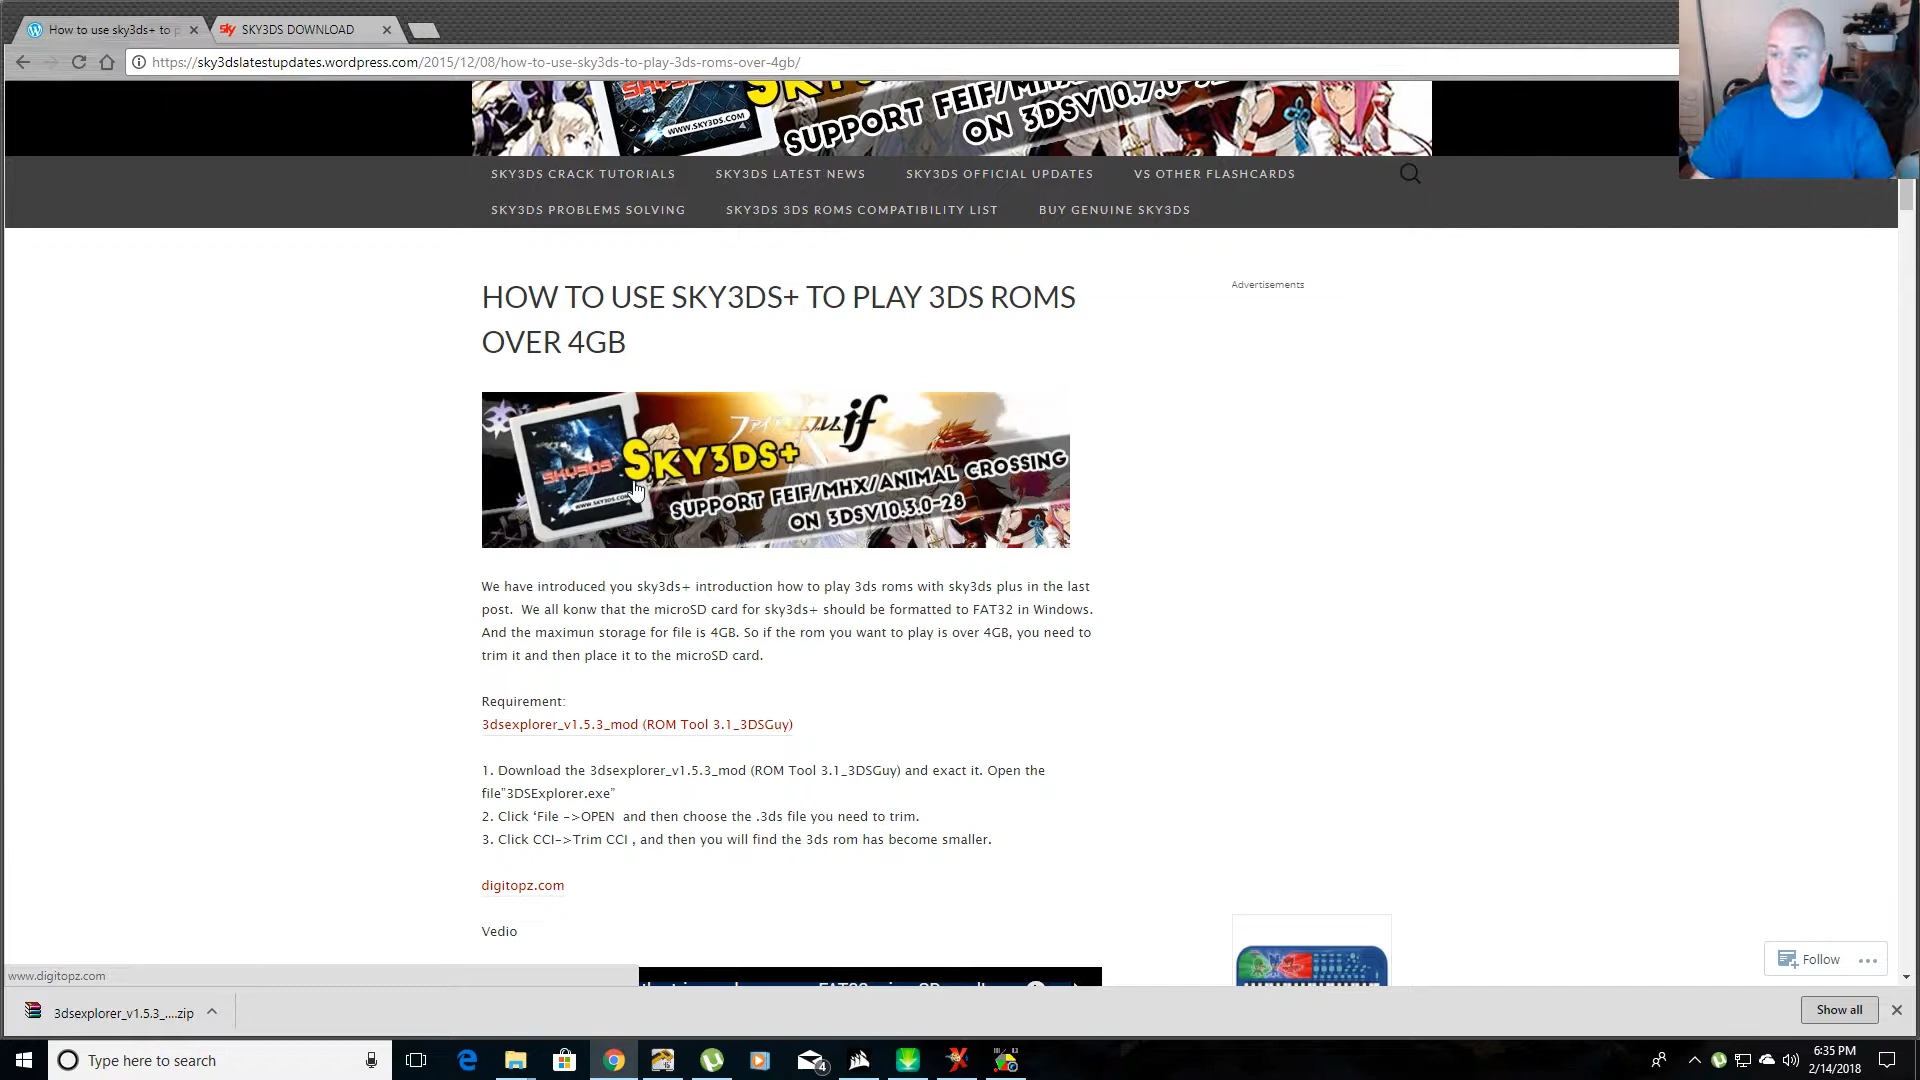 How to use sky3ds+ to p
SKY3DS DOWNLOAD
https://sky3dslatestupdates.wordpress.com/2015/12/08/how-to-use-sky3ds-to-play-3ds-roms-over-4gb/
WWW.SKY3DS.COM
SUPPORT FEIF/MHX/
ON 3DSV10.7.0-
SKY3DS CRACK TUTORIALS
SKY3DS LATEST NEWS
SKY3DS OFFICIAL UPDATES
VS OTHER FLASHCARDS
SKY3DS PROBLEMS SOLVING
SKY3DS 3DS ROMS COMPATIBILITY LIST
BUY GENUINE SKY3DS
HOW TO USE SKY3DS+ TO PLAY 3DS ROMS
OVER 4GB
Advertisements
if
SKY3DS+
SUPPORT FEIF/MHX/ANIMAL CROSSING
ON 3DSV10.3.0-28
We have introduced you sky3ds+ introduction how to play 3ds roms with sky3ds plus in the last
post. We all konw that the microSD card for sky3ds+ should be formatted to FAT32 in Windows.
And the maximun storage for file is 4GB. So if the rom you want to play is over 4GB, you need to
trim it and then place it to the microSD card.
Requirement:
3dsexplorer_v1.5.3_mod (ROM Tool 3.1_3DSGuy)
1. Download the 3dsexplorer_v1.5.3_mod (ROM Tool 3.1_3DSGuy) and exact it. Open the
file"3DSExplorer.exe"
2. Click ‘File ->OPEN and then choose the .3ds file you need to trim.
3. Click CCI->Trim CCI , and then you will find the 3ds rom has become smaller.
digitopz.com
Vedio
Follow
www.digitopz.com
3dsexplorer_v1.5.3_....zip
Show all
Type here to search
4
6:35 PM
2/14/2018